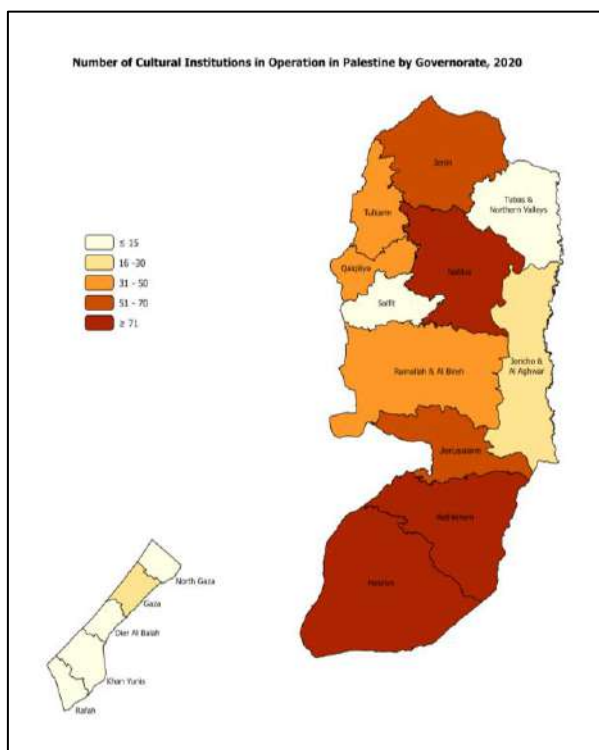 Number of Cultural Institutions in Operation in Palestine by Governorate, 2020
Jenin
Tubas &
Northern Valleys
Tulkarm
Nablus
Qalqiliya
≤ 15
16 -30
31 - 50
51 - 70
≥ 71
Salfit
Jericho &
Al Aghwar
Ramallah & Al Bireh
Jerusalem
Bethlehem
Hebron
North Gaza
Gaza
Dier Al Balah
Khan Yunis
Rafah